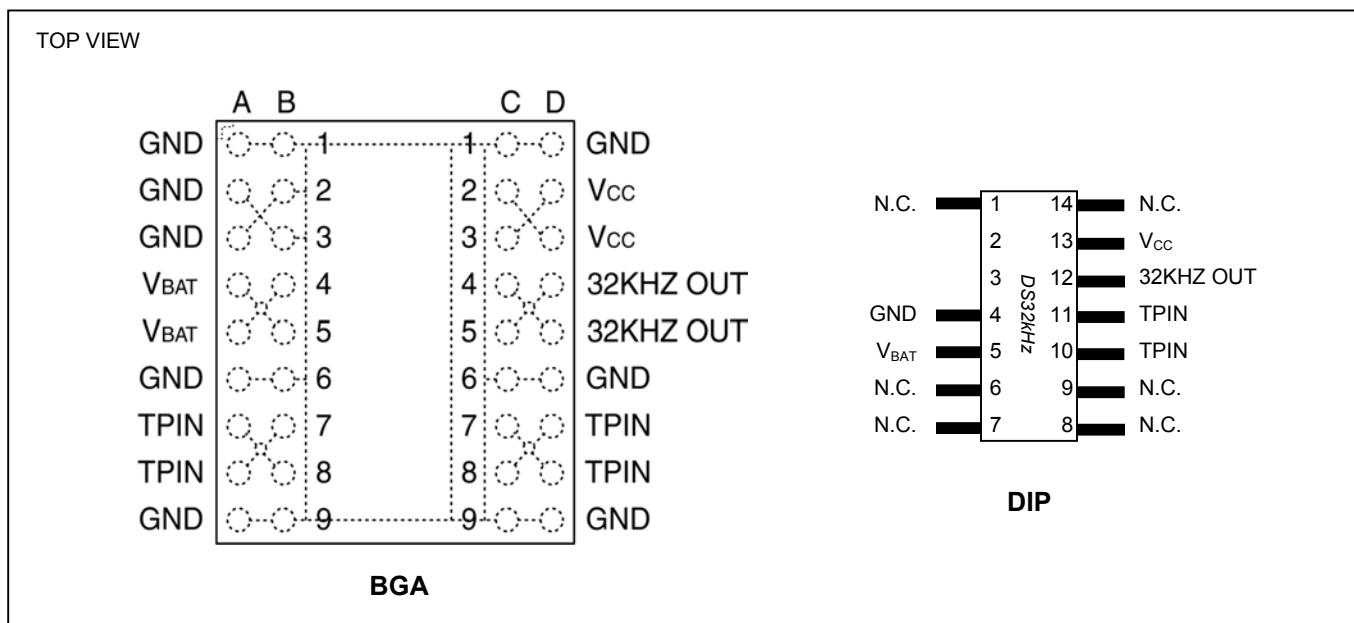 TOP VIEW
A B C D
GND 1 1 GND
GND 2 2 VCC
GND 3 3 VCC
VBAT 4 4 32KHZ OUT
VBAT 5 5 32KHZ OUT
GND 6 6 GND
TPIN 7 7 TPIN
TPIN 8 8 TPIN
GND 9 9 GND
BGA
N.C. 1 14 N.C.
2 13 VCC
3 12 32KHZ OUT
GND 4 11 TPIN
VBAT 5 10 TPIN
N.C. 6 9 N.C.
N.C. 7 8 N.C.
DS32kHz
DIP